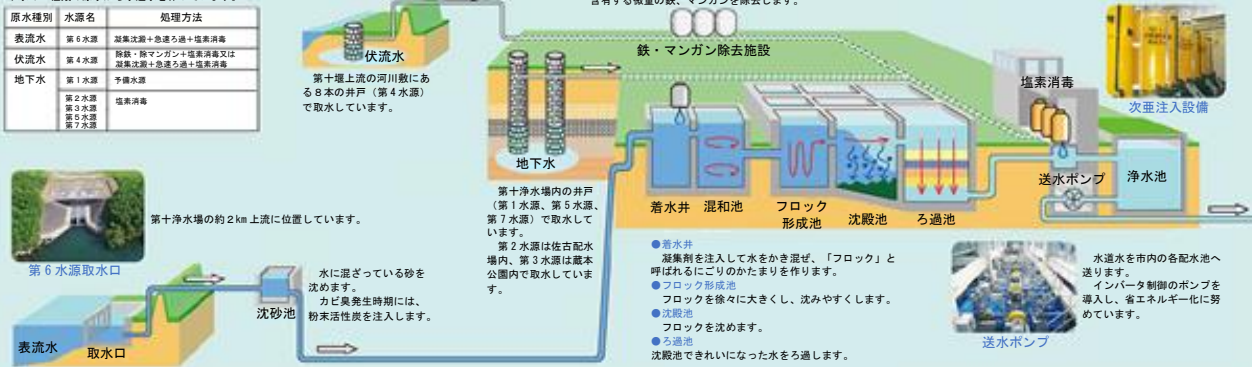 含有する微量の鉄、マンガンを除去します。
原水種別 水源名 処理方法
表流水 第6水源 凝集沈澱＋急速ろ過＋塩素消毒
伏流水 第4水源 除鉄・除マンガン＋塩素消毒又は
凝集沈澱＋急速ろ過＋塩素消毒
地下水 第1水源 予備水源
第2水源
第3水源
第5水源
第7水源
塩素消毒
伏流水
第十堰上流の河川敷にあ
る8本の井戸（第4水源）
で取水しています。
鉄・マンガン除去施設
塩素消毒
次亜注入設備
地下水
第十浄水場内の井戸
（第1水源、第5水源、
第7水源）で取水して
います。
第2水源は佐古配水
場内、第3水源は蔵本
公園内で取水していま
す。
着水井
混和池
フロック
形成池
沈殿池
ろ過池
送水ポンプ
浄水池
第十浄水場の約2km上流に位置しています。
第6水源取水口
水に混ざっている砂を
沈めます。
カビ臭発生時期には、
粉末活性炭を注入します。
沈砂池
表流水
取水口
●着水井
凝集剤を注入して水をかき混ぜ、「フロック」と
呼ばれるにごりのかたまりを作ります。
●フロック形成池
フロックを徐々に大きくし、沈みやすくします。
●沈殿池
フロックを沈めます。
●ろ過池
沈殿池できれいになった水をろ過します。
水道水を市内の各配水池へ
送ります。
インバータ制御のポンプを
導入し、省エネルギー化に努
めています。
送水ポンプ